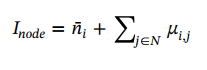 I_node = n̄_i + ∑_{j∈N} μ_{i,j}